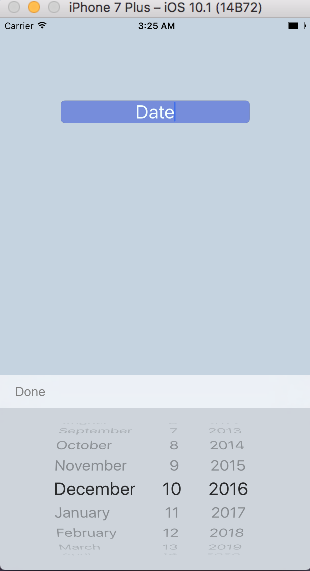 iPhone 7 Plus – iOS 10.1 (14B72)
Carrier 3:25 AM
Date
Done
September 7 2013
October 8 2014
November 9 2015
December 10 2016
January 11 2017
February 12 2018
March 13 2019